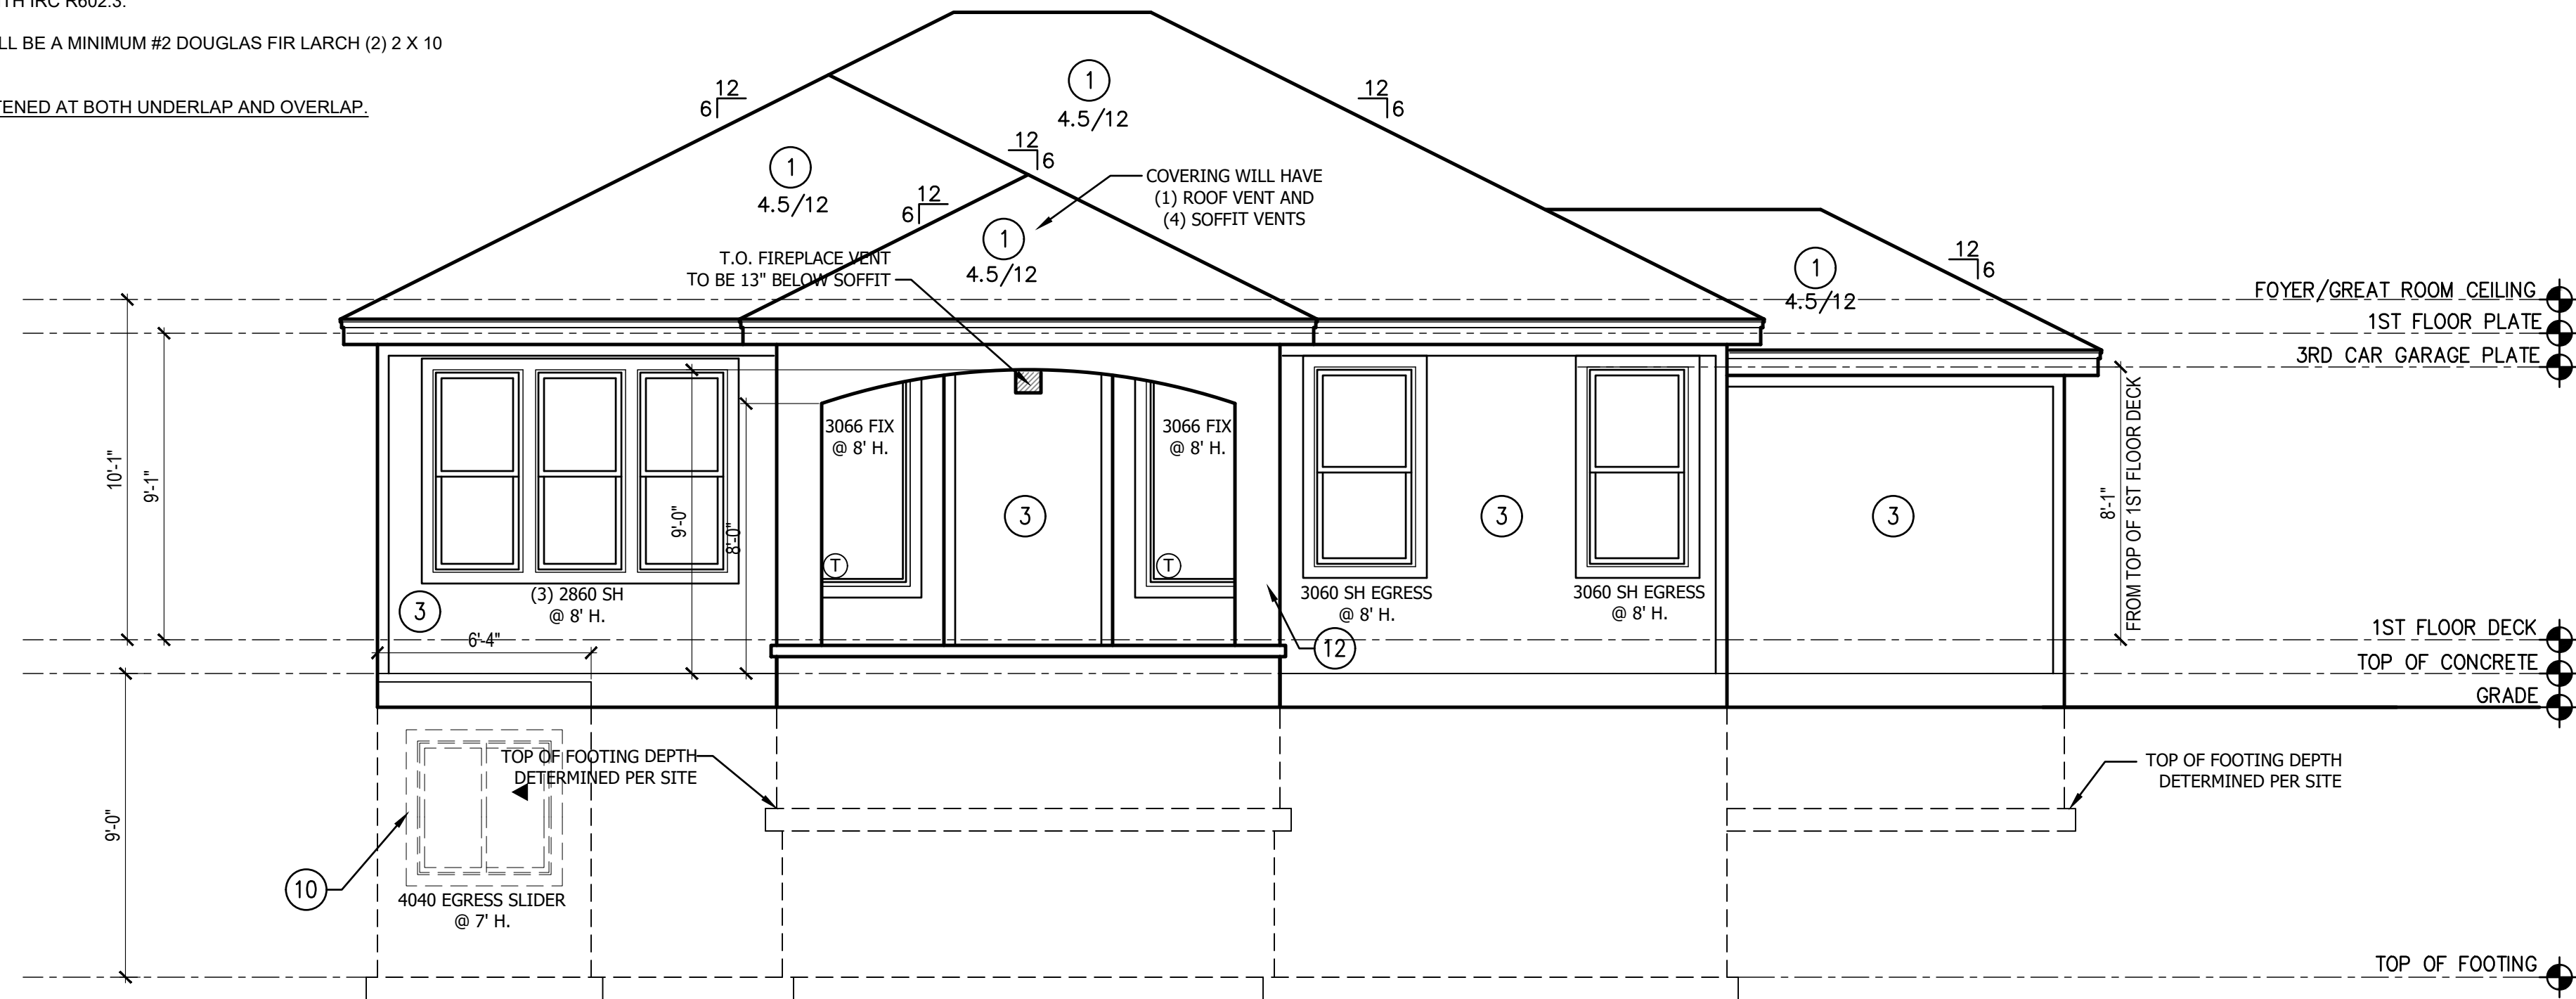 TH IRC R602.3.
LL BE A MINIMUM #2 DOUGLAS FIR LARCH (2) 2 X 10
TENED AT BOTH UNDERLAP AND OVERLAP.
12
6
1
4.5/12
12
6
1
4.5/12
12
6
12
6
COVERING WILL HAVE
(1) ROOF VENT AND
(4) SOFFIT VENTS
1
4.5/12
T.O. FIREPLACE VENT
TO BE 13" BELOW SOFFIT
12
6
1
4.5/12
FOYER/GREAT ROOM CEILING
1ST FLOOR PLATE
3RD CAR GARAGE PLATE
10'-1"
9'-1"
9'-0"
8'-0"
3066 FIX
@ 8' H.
3066 FIX
@ 8' H.
3
3
3
8'-1"
FROM TOP OF 1ST FLOOR DECK
T
T
(3) 2860 SH
@ 8' H.
3
6'-4"
3060 SH EGRESS
@ 8' H.
3060 SH EGRESS
@ 8' H.
12
1ST FLOOR DECK
TOP OF CONCRETE
GRADE
TOP OF FOOTING DEPTH
DETERMINED PER SITE
TOP OF FOOTING DEPTH
DETERMINED PER SITE
9'-0"
10
4040 EGRESS SLIDER
@ 7' H.
TOP OF FOOTING